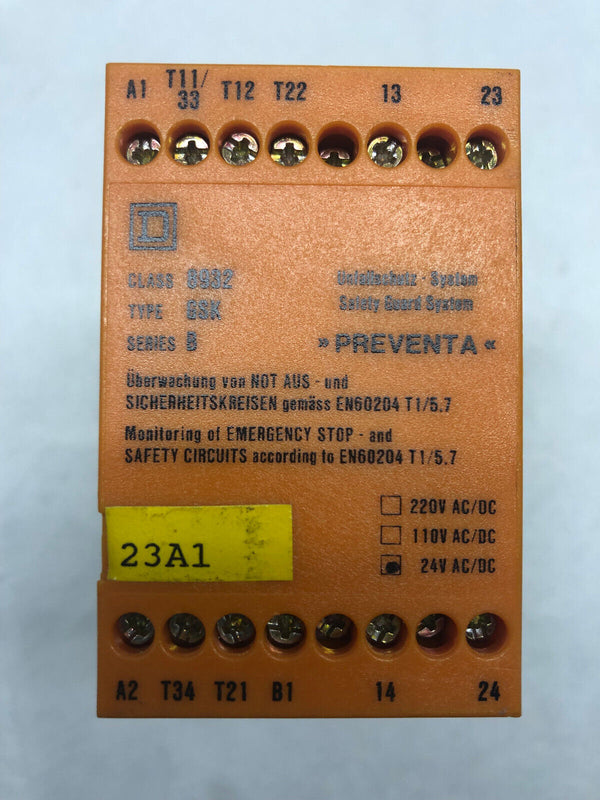 A1 T11/33 T12 T22 13 23
D
CLASS 8932
TYPE SSK
SERIES B
Unfallschutz - System
Safety Guard System
» PREVENTA «
Überwachung von NOT AUS - und
SICHERHEITSKREISEN gemäss EN60204 T1/5.7
Monitoring of EMERGENCY STOP - and
SAFETY CIRCUITS according to EN60204 T1/5.7
220V AC/DC
110V AC/DC
24V AC/DC
23A1
A2 T34 T21 B1 14 24